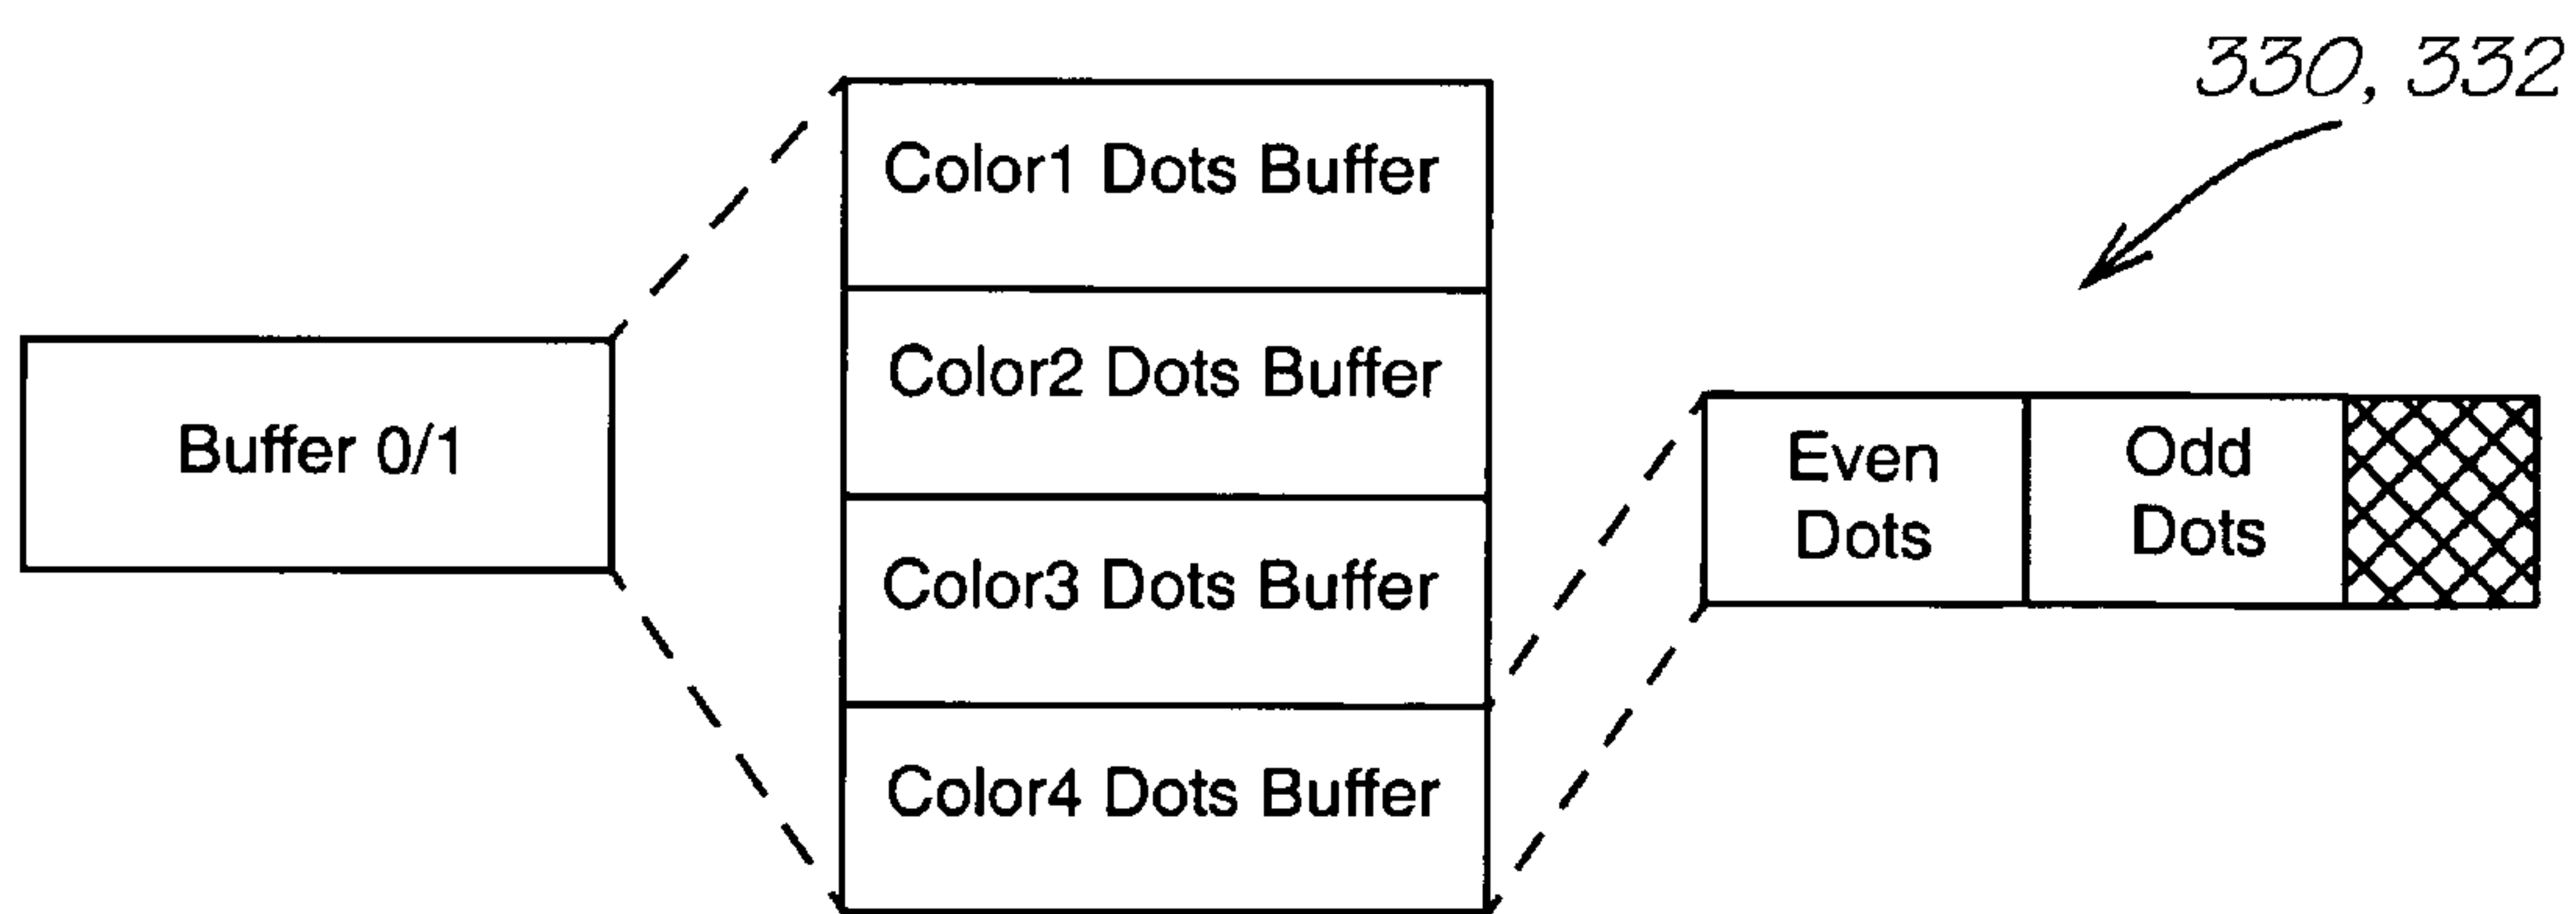 330, 332
Buffer 0/1
Color1 Dots Buffer
Color2 Dots Buffer
Color3 Dots Buffer
Color4 Dots Buffer
Even
Dots
Odd
Dots